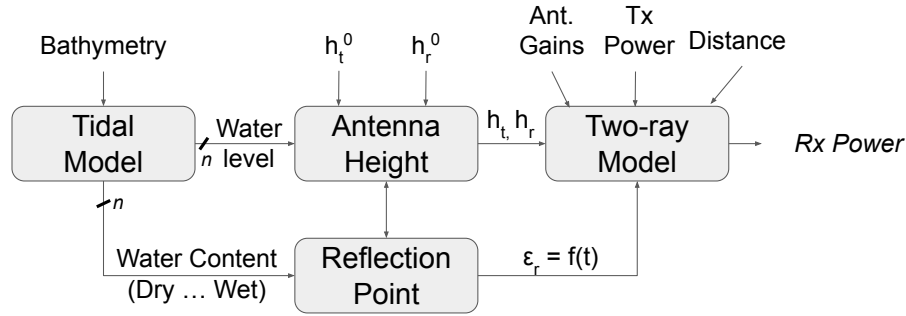 Bathymetry
h_t^0
h_r^0
Ant.
Gains
Tx
Power
Distance
Tidal
Model
n
Water
level
Antenna
Height
h_t, h_r
Two-ray
Model
Rx Power
n
Water Content
(Dry … Wet)
Reflection
Point
ε_r = f(t)